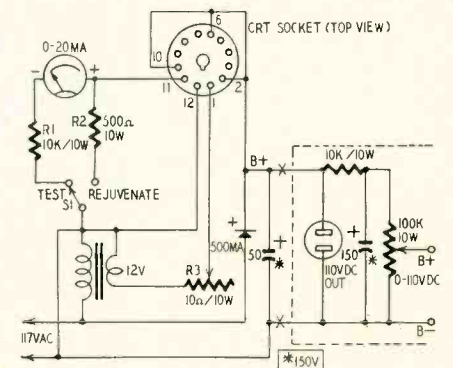 6
CRT SOCKET (TOP VIEW)
0-20MA
10
-
+
11
12
1
2
R1
10K/10W
R2
500Ω
10W
TEST
REJUVENATE
S1
B+
10K/10W
+
500MA
50
+
*
12V
R3
10Ω/10W
110VDC
OUT
+
150
*
100K
10W
B+
0-110VDC
117VAC
B-
*150V